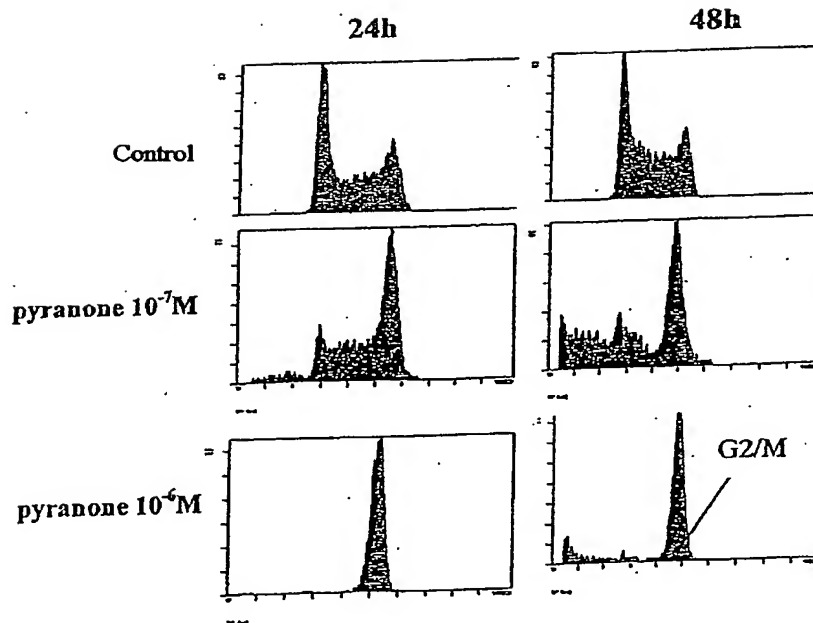 24h
48h
Control
pyranone 10⁻⁷M
pyranone 10⁻⁶M
G2/M